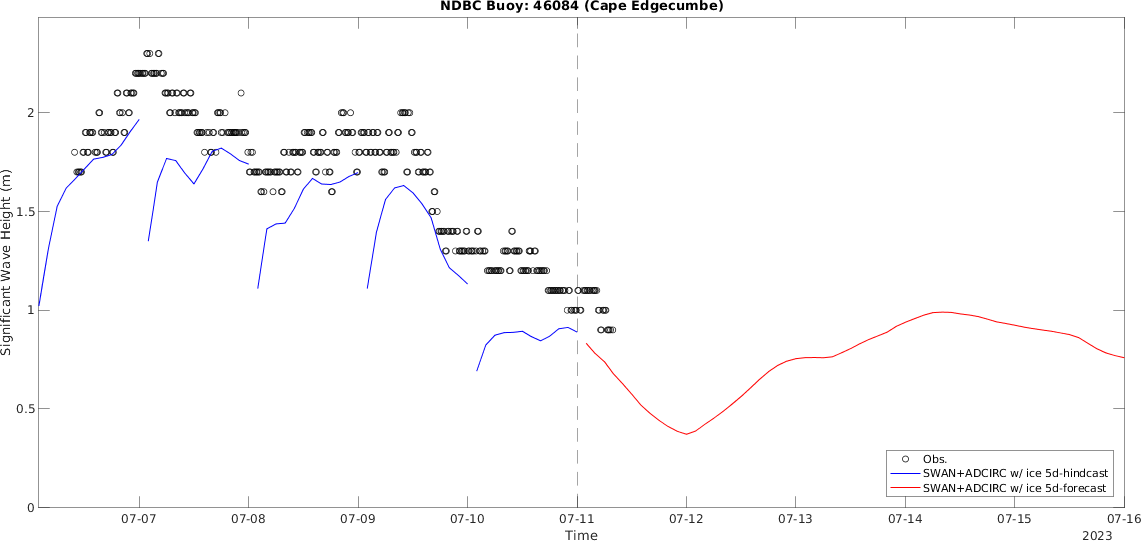 NDBC Buoy: 46084 (Cape Edgecumbe)
Significant Wave Height (m)
2
1.5
1
0.5
0
Obs.
SWAN+ADCIRC w/ ice 5d-hindcast
SWAN+ADCIRC w/ ice 5d-forecast
07-07 07-08 07-09 07-10 07-11 07-12 07-13 07-14 07-15 07-16
Time
2023